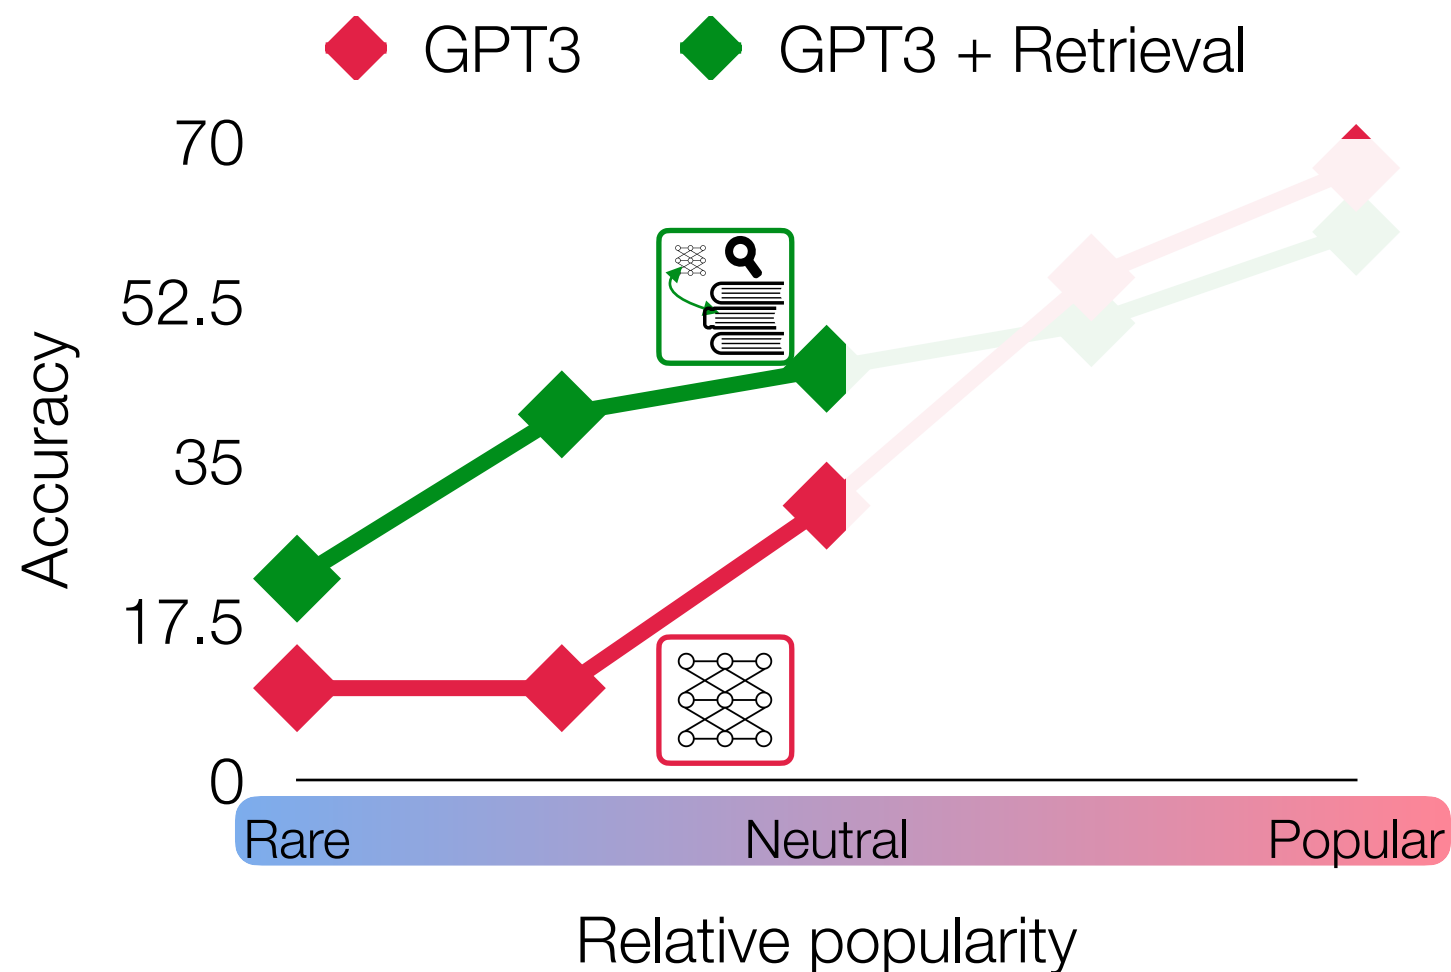 GPT3 GPT3 + Retrieval
70
52.5
35
17.5
0
Accuracy
Rare Neutral Popular
Relative popularity